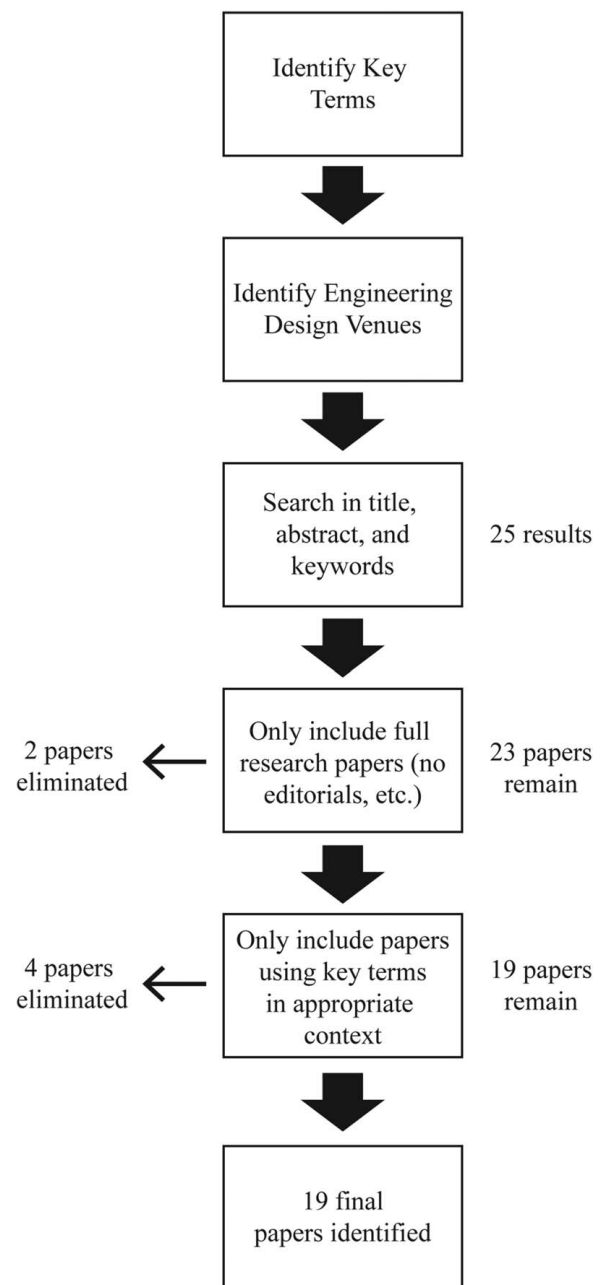 Identify Key
Terms
Identify Engineering
Design Venues
Search in title,
abstract, and
keywords
25 results
2 papers
eliminated
Only include full
research papers (no
editorials, etc.)
23 papers
remain
4 papers
eliminated
Only include papers
using key terms
in appropriate
context
19 papers
remain
19 final
papers identified